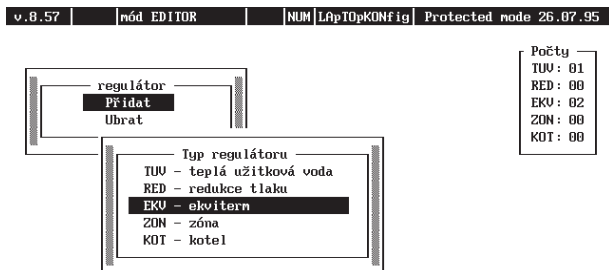 v.8.57 mód EDITOR NUM LApTOpKONfig Protected mode 26.07.95
Počty
TUV: 01
RED: 00
EKV: 02
ZON: 00
KOT: 00
regulátor
Přidat
Ubrat
Typ regulátoru
TUV - teplá užitková voda
RED - redukce tlaku
EKV - ekviterm
ZON - zóna
KOT - kotel